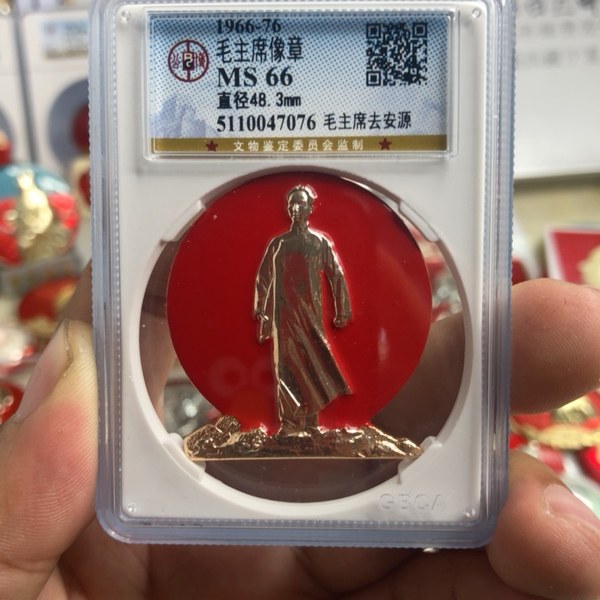 1966-76
毛主席像章
MS 66
直径48.3mm
5110047076 毛主席去安源
文物鉴定委员会监制
GBCA